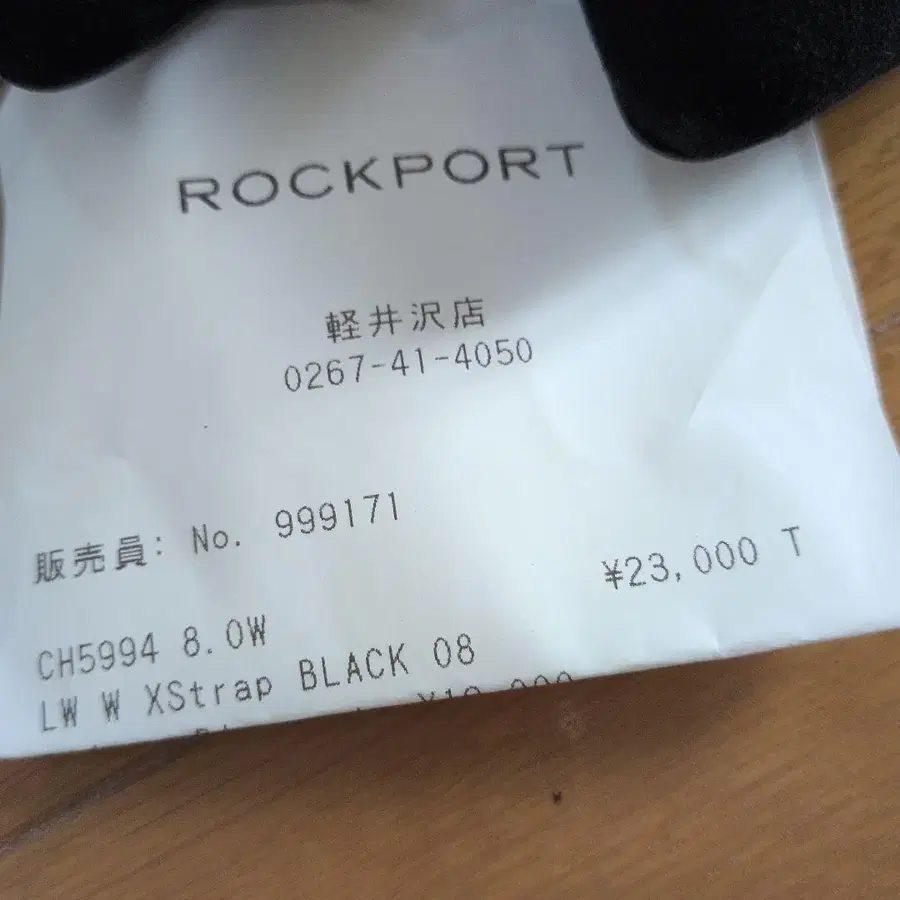 ROCKPORT
軽井沢店
0267-41-4050
販売員: No. 999171
¥23,000 T
CH5994 8.0W
LW W XStrap BLACK 08